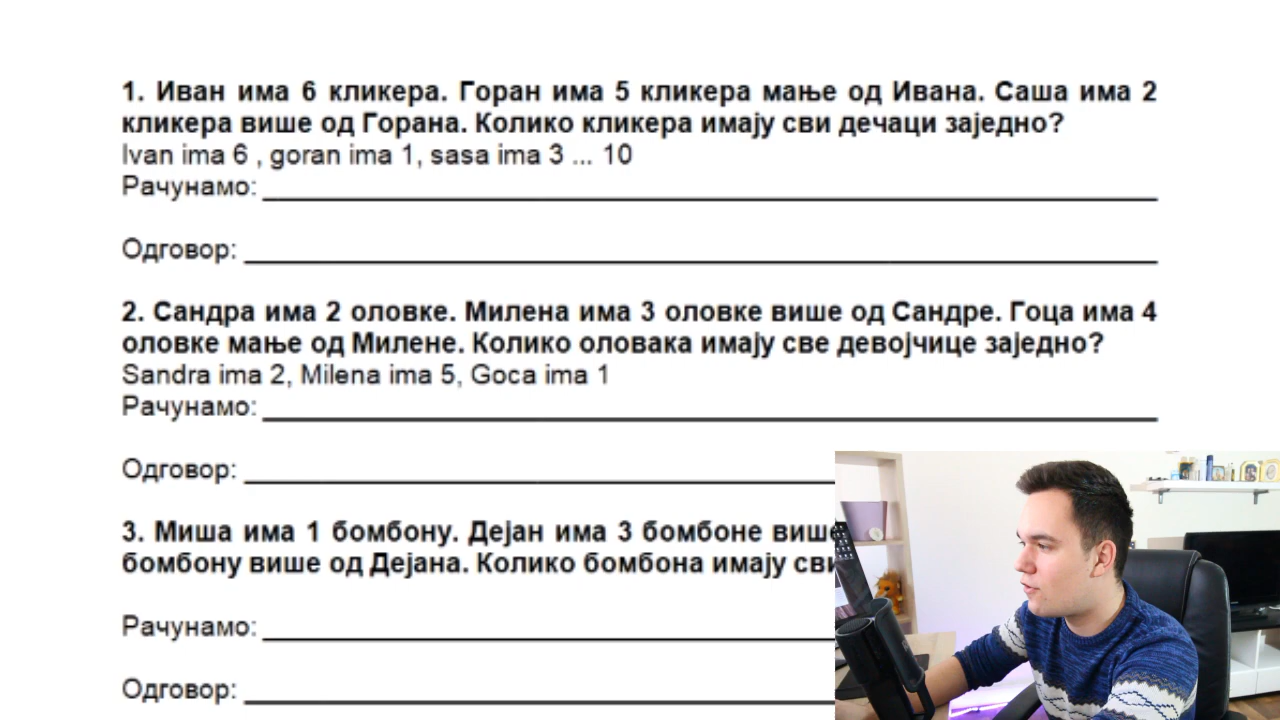 1. Иван има 6 кликера. Горан има 5 кликера мање од Ивана. Саша има 2
кликера више од Горана. Колико кликера имају сви дечаци заједно?
Ivan ima 6 , goran ima 1, sasa ima 3 ... 10
Рачунамо:
Одговор:
2. Сандра има 2 оловке. Милена има 3 оловке више од Сандре. Гоца има 4
оловке мање од Милене. Колико оловака имају све девојчице заједно?
Sandra ima 2, Milena ima 5, Goca ima 1
Рачунамо:
Одговор:
3. Миша има 1 бомбону. Дејан има 3 бомбоне више
бомбону више од Дејана. Колико бомбона имају сви
Рачунамо:
Одговор: